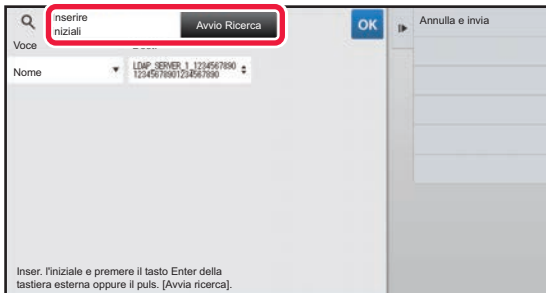 nserire
niziali
Avvio Ricerca
OK
Annulla e invia
Voce
Nome
LDAP_SERVER_1_1234567890
12345678901234567890
Inser. l'iniziale e premere il tasto Enter della
tastiera esterna oppure il puls. [Avvia ricerca].